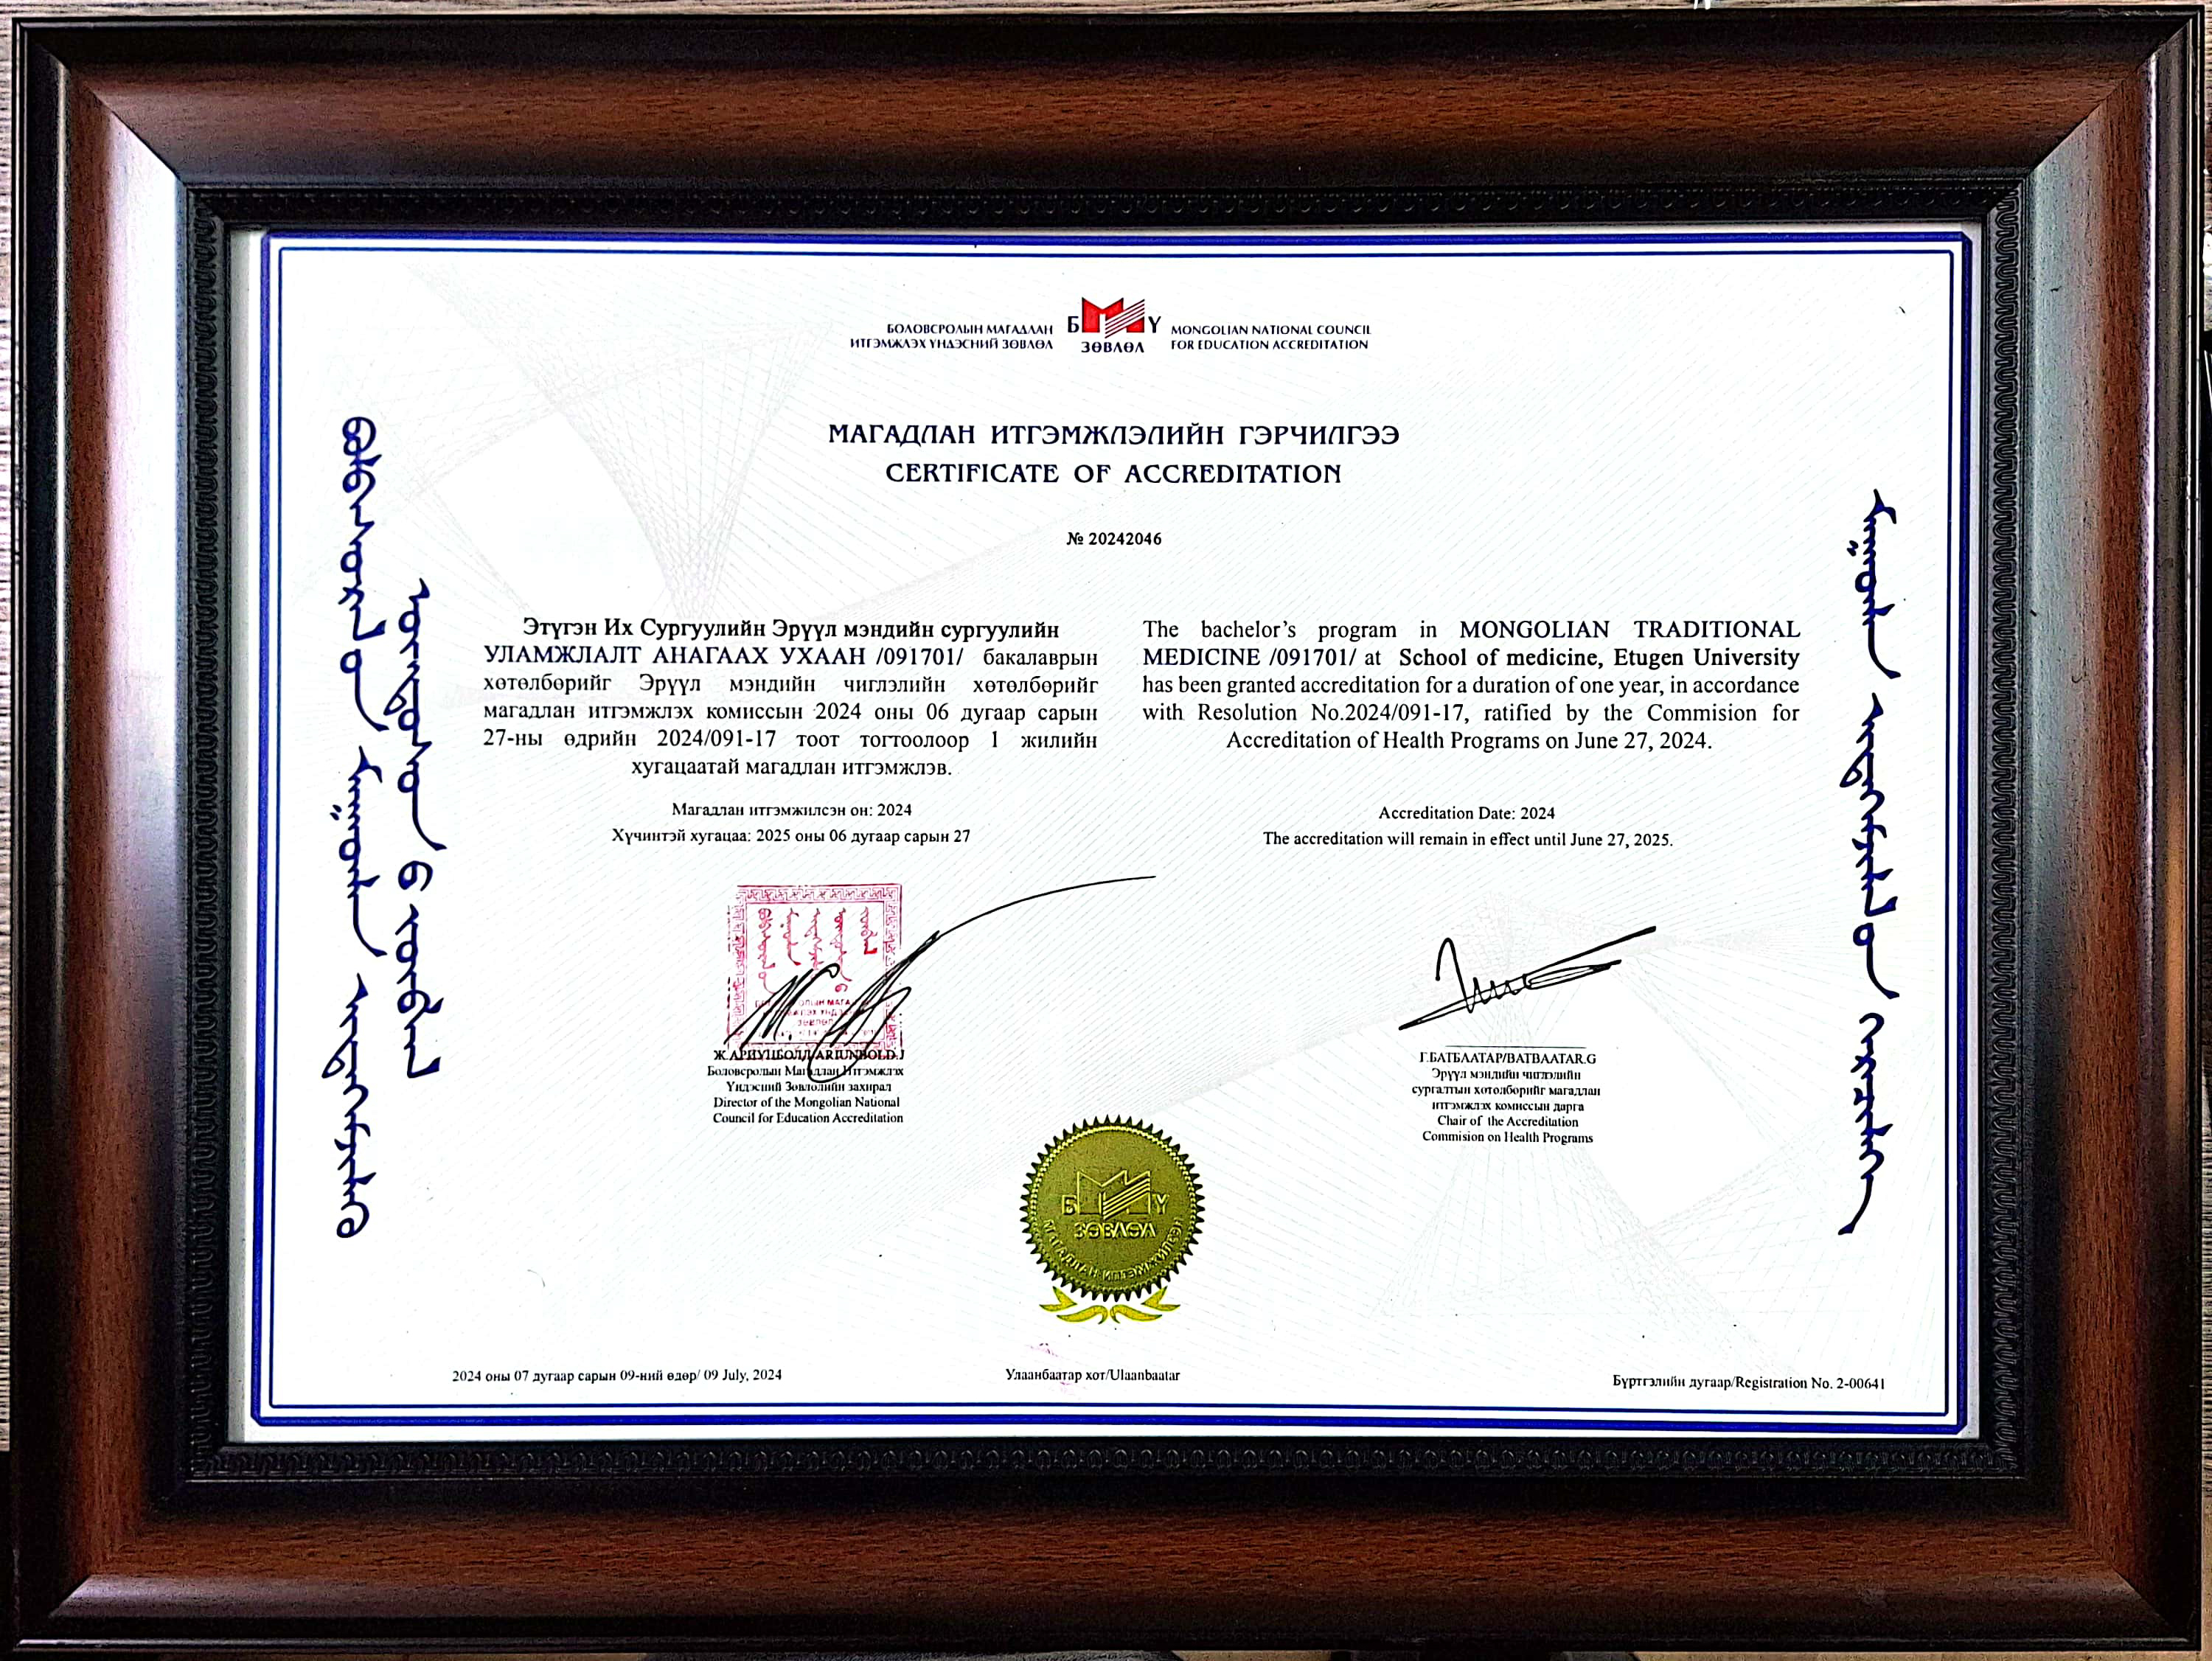 БОЛОВСРОЛЫН МАГАДЛАН
ИТГЭМЖЛЭХ ҮНДЭСНИЙ ЗӨВЛӨЛ
Б Ү
ЗӨВЛӨЛ
MONGOLIAN NATIONAL COUNCIL
FOR EDUCATION ACCREDITATION
МАГАДЛАН ИТГЭМЖЛЭЛИЙН ГЭРЧИЛГЭЭ
CERTIFICATE OF ACCREDITATION
№ 20242046
Этүгэн Их Сургуулийн Эрүүл мэндийн сургуулийн
УЛАМЖЛАЛТ АНАГААХ УХААН /091701/ бакалаврын
хөтөлбөрийг Эрүүл мэндийн чиглэлийн хөтөлбөрийг
магадлан итгэмжлэх комиссын 2024 оны 06 дугаар сарын
27-ны өдрийн 2024/091-17 тоот тогтоолоор 1 жилийн
хугацаатай магадлан итгэмжлэв.
Магадлан итгэмжилсэн он: 2024
Хүчинтэй хугацаа: 2025 оны 06 дугаар сарын 27
The bachelor's program in MONGOLIAN TRADITIONAL
MEDICINE /091701/ at School of medicine, Etugen University
has been granted accreditation for a duration of one year, in accordance
with Resolution No.2024/091-17, ratified by the Commision for
Accreditation of Health Programs on June 27, 2024.
Accreditation Date: 2024
The accreditation will remain in effect until June 27, 2025.
Ж.АРИУНБОЛД/ARIUNBOLD.J
Боловсролын Магадлан Итгэмжлэх
Үндэсний Зөвлөлийн захирал
Director of the Mongolian National
Council for Education Accreditation
Г.БАТБААТАР/BATBAATAR.G
Эрүүл мэндийн чиглэлийн
сургалтын хөтөлбөрийг магадлан
итгэмжлэх комиссын дарга
Chair of the Accreditation
Commision on Health Programs
Б Ү
ЗӨВЛӨЛ
МАГАДЛАН ИТГЭМЖИЛСЭН
2024 оны 07 дугаар сарын 09-ний өдөр/ 09 July, 2024
Улаанбаатар хот/Ulaanbaatar
Бүртгэлийн дугаар/Registration No. 2-00641